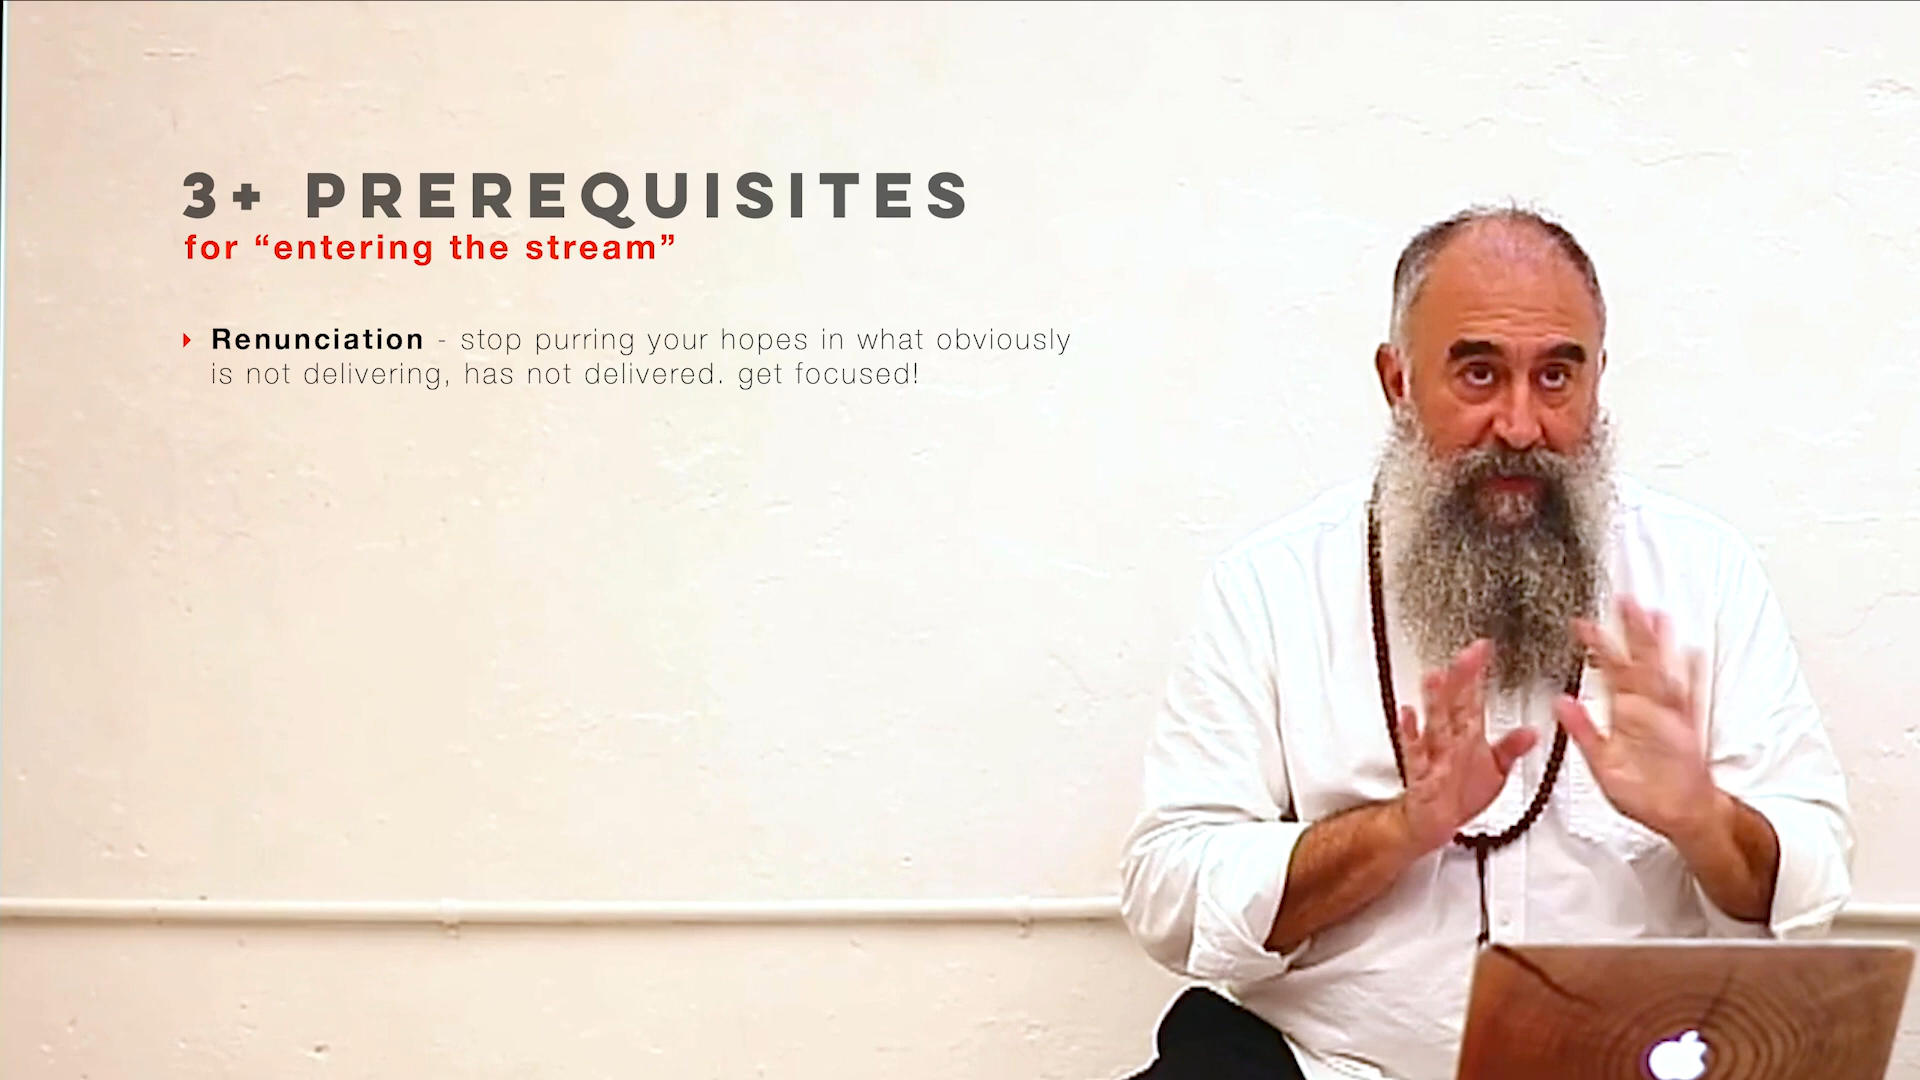 3+ PREREQUISITES
for “entering the stream”
Renunciation - stop purring your hopes in what obviously
is not delivering, has not delivered. get focused!